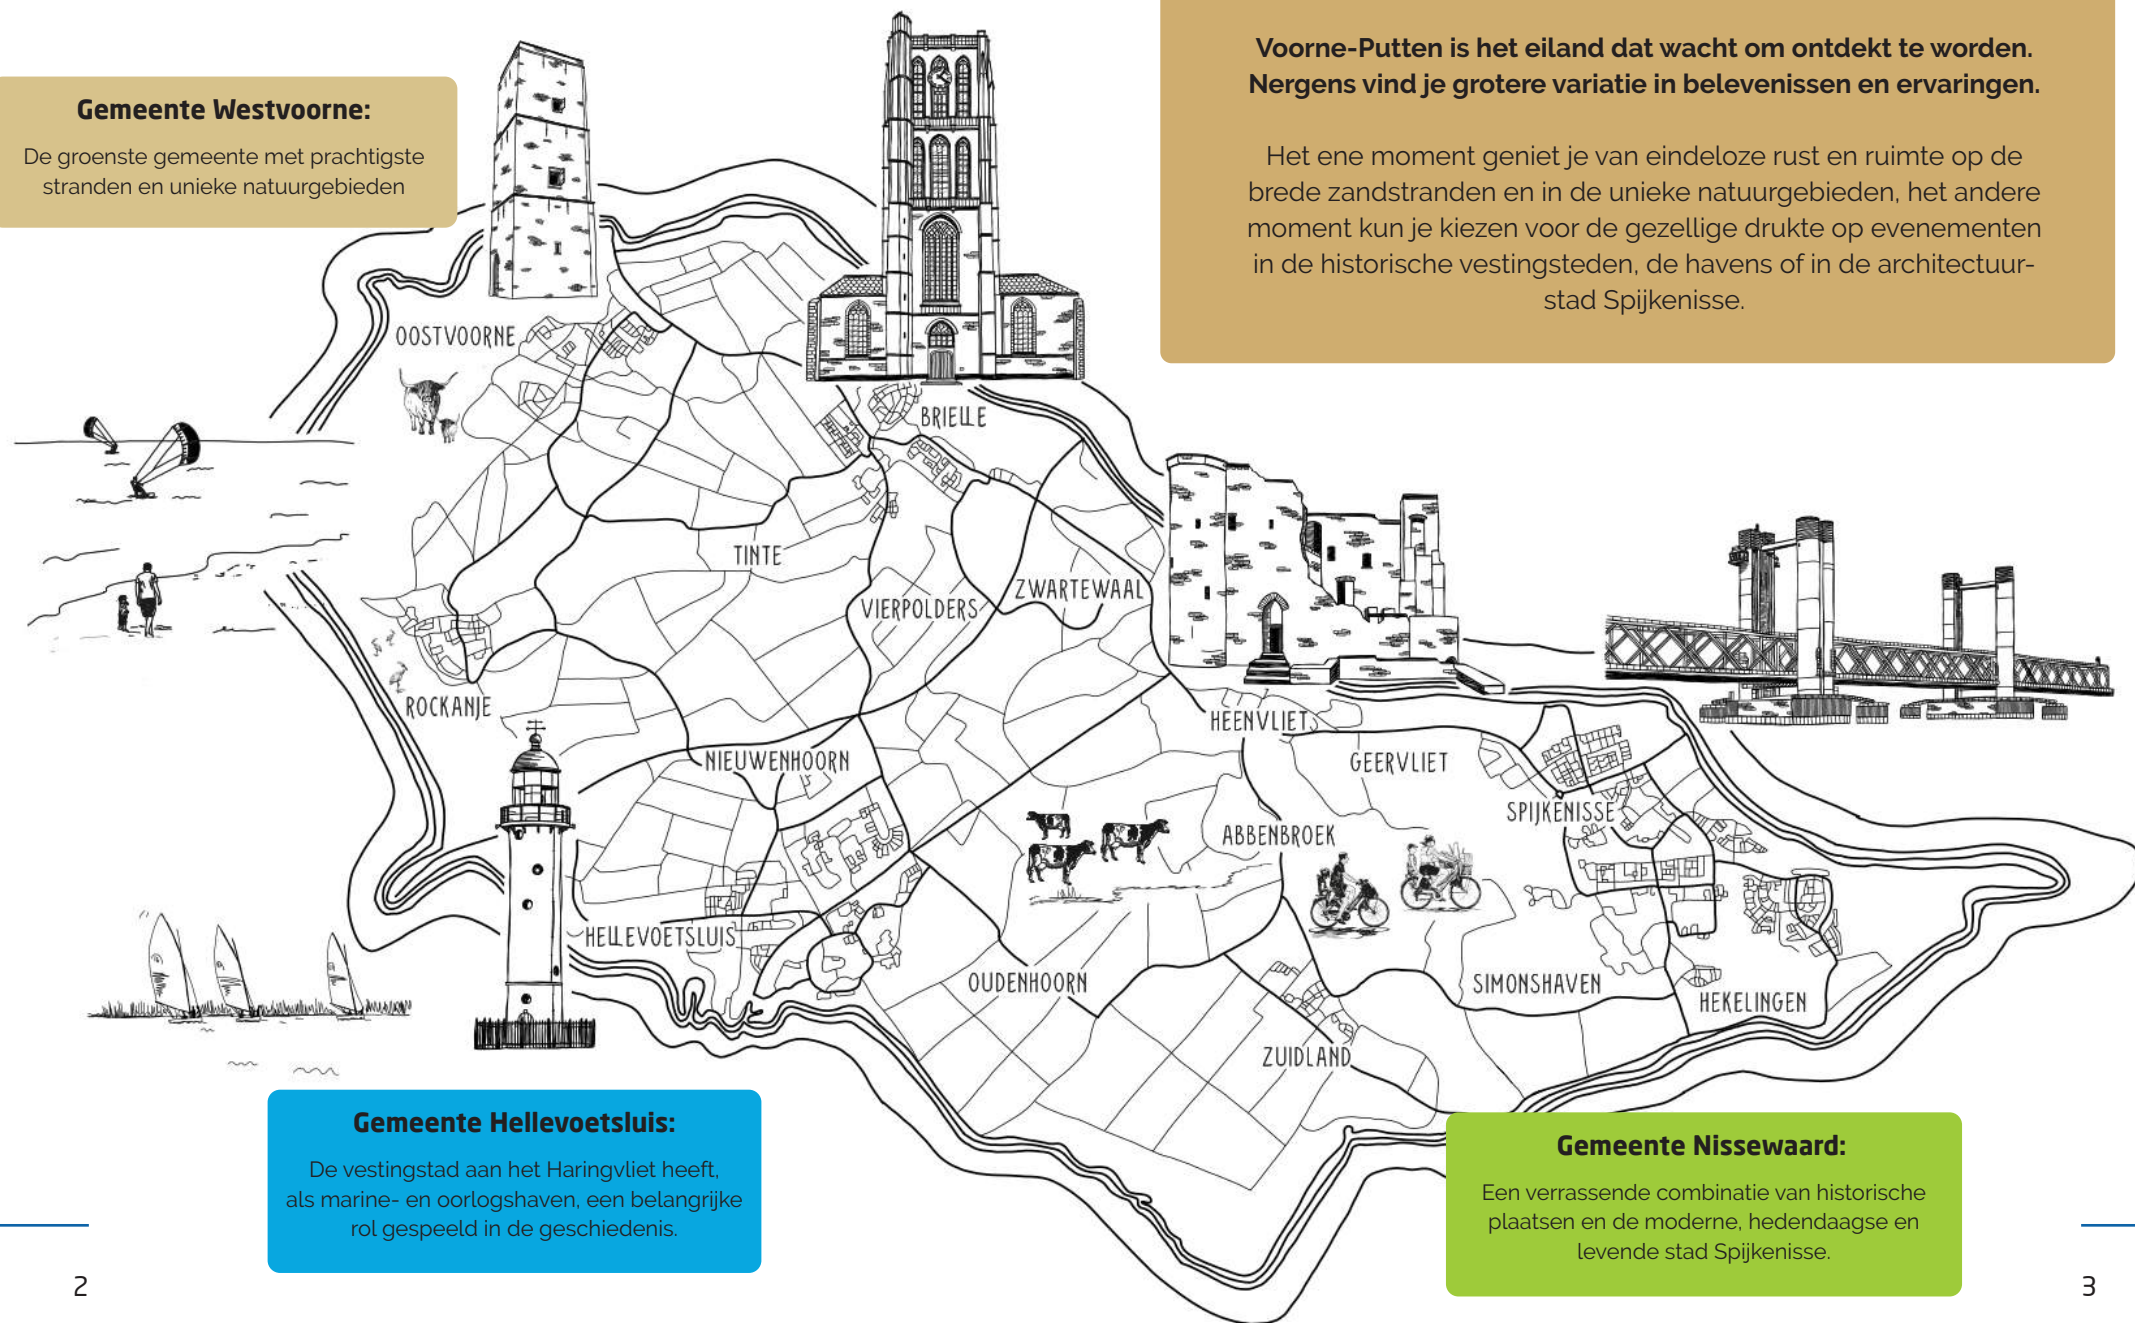 Gemeente Westvoorne:
De groenste gemeente met prachtigste
stranden en unieke natuurgebieden
Voorne-Putten is het eiland dat wacht om ontdekt te worden.
Nergens vind je grotere variatie in belevenissen en ervaringen.
Het ene moment geniet je van eindeloze rust en ruimte op de
brede zandstranden en in de unieke natuurgebieden, het andere
moment kun je kiezen voor de gezellige drukte op evenementen
in de historische vestingsteden, de havens of in de architectuur-
stad Spijkenisse.
OOSTVOORNE
BRIELLE
TINTE
ZWARTEWAAL
VIERPOLDERS
ROCKANJE
HEENVLIET
NIEUWENHOORN
GEERVLIET
SPIJKENISSE
ABBENBROEK
HELLEVOETSLUIS
OUDENHOORN
SIMONSHAVEN
HEKELINGEN
ZUIDLAND
Gemeente Hellevoetsluis:
De vestingstad aan het Haringvliet heeft,
als marine- en oorlogshaven, een belangrijke
rol gespeeld in de geschiedenis.
Gemeente Nissewaard:
Een verrassende combinatie van historische
plaatsen en de moderne, hedendaagse en
levende stad Spijkenisse.
2
3